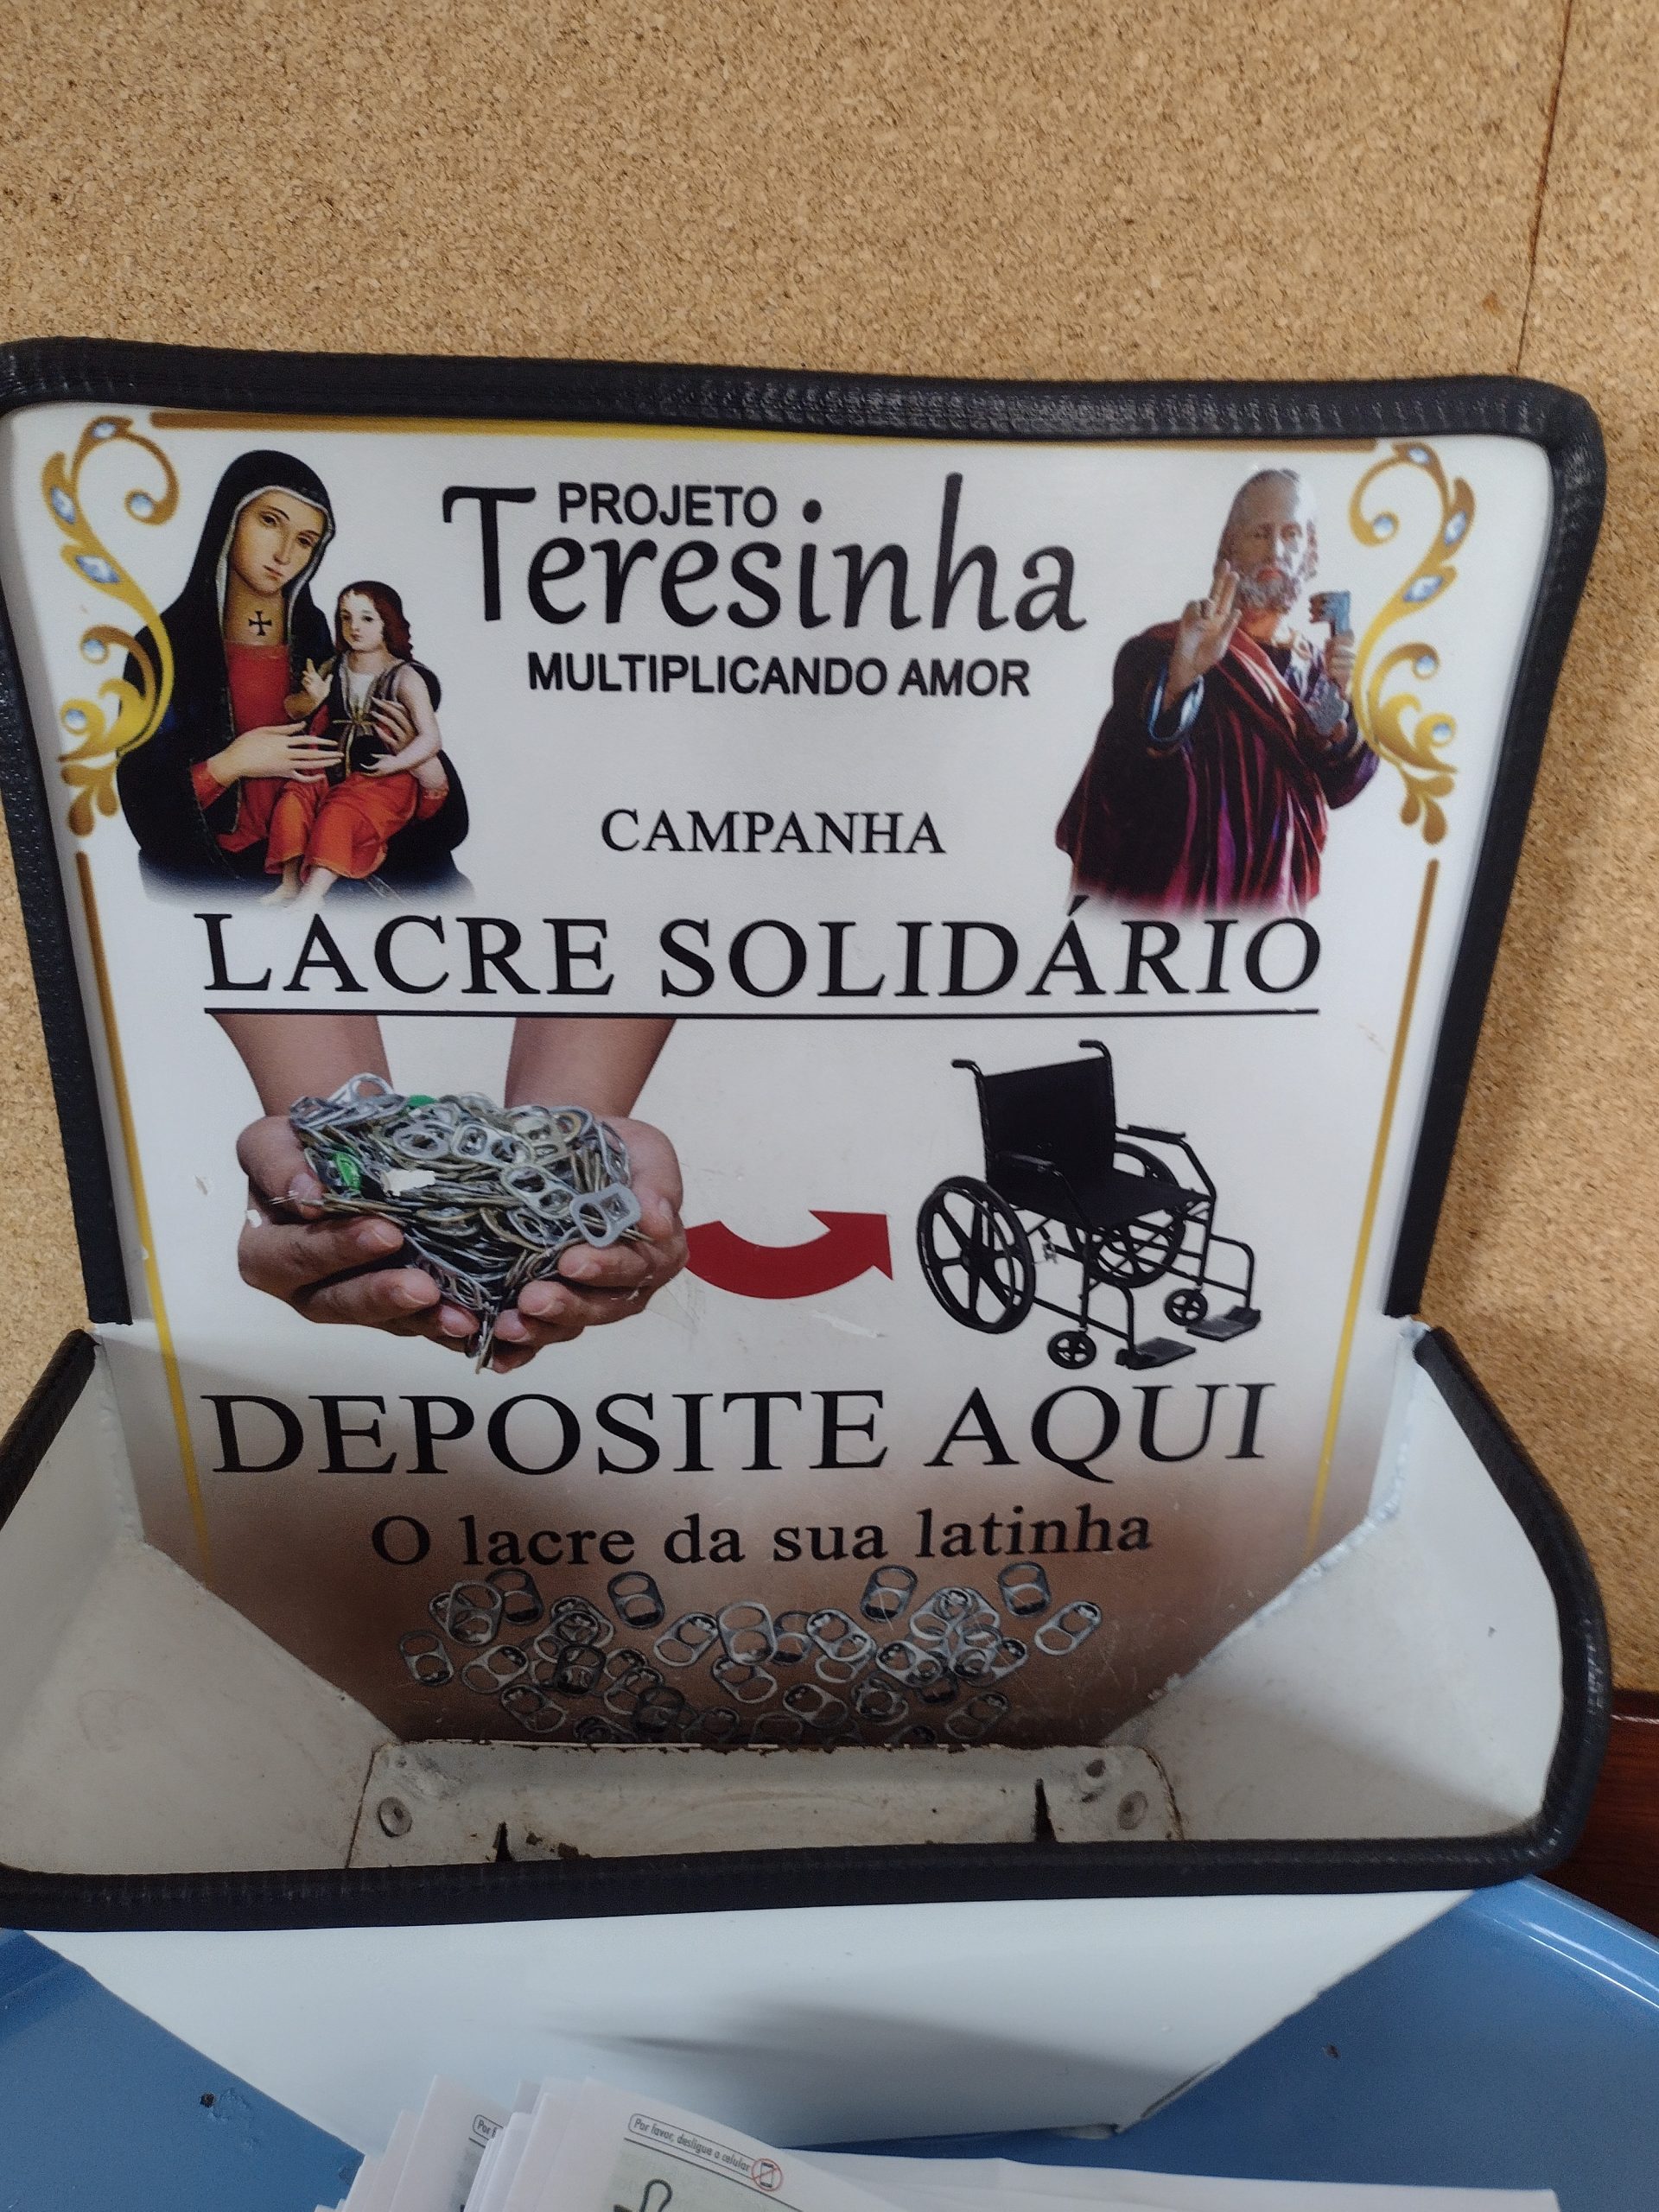 PROJETO
Teresinha
MULTIPLICANDO AMOR
CAMPANHA
LACRE SOLIDÁRIO
DEPOSITE AQUI
O lacre da sua latinha
Por favor, desligue o celular